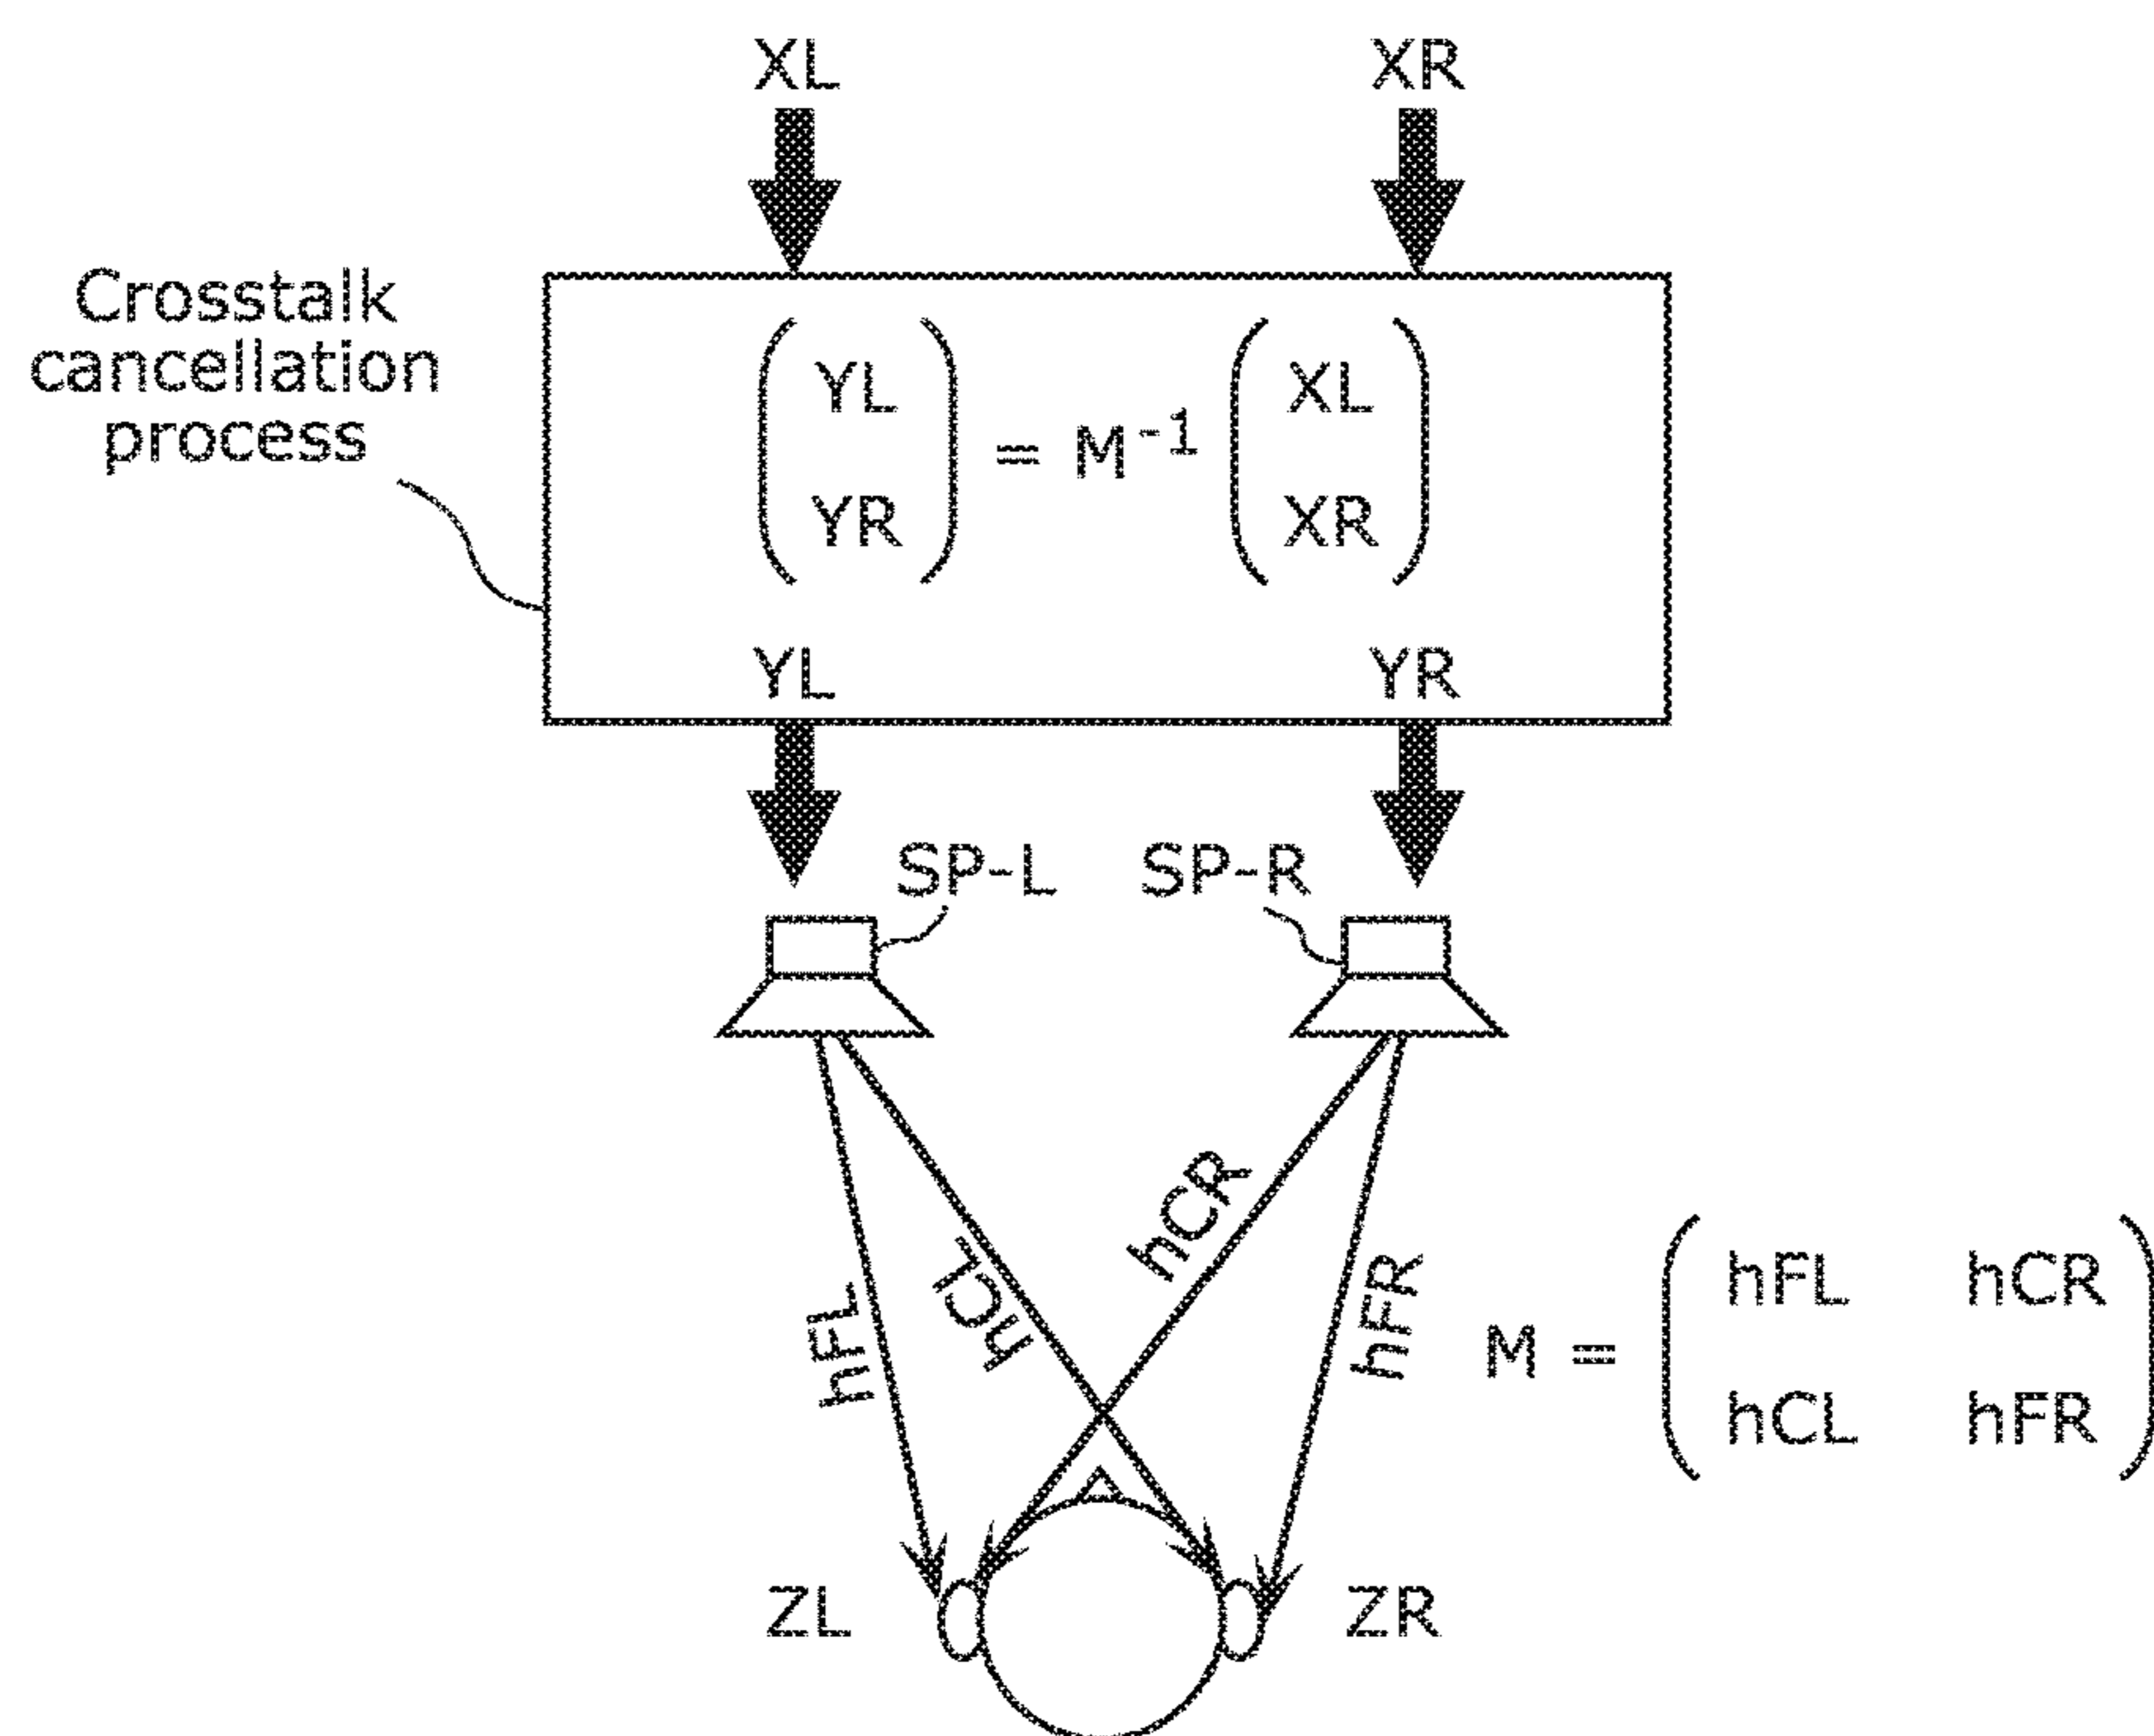 XL XR
Crosstalk
cancellation
process
YL XL
= M-1
YR XR
YL YR
SP-L SP-R
hCR
hCL
hFL
hFR
hFL hCR
M =
hCL hFR
ZL ZR